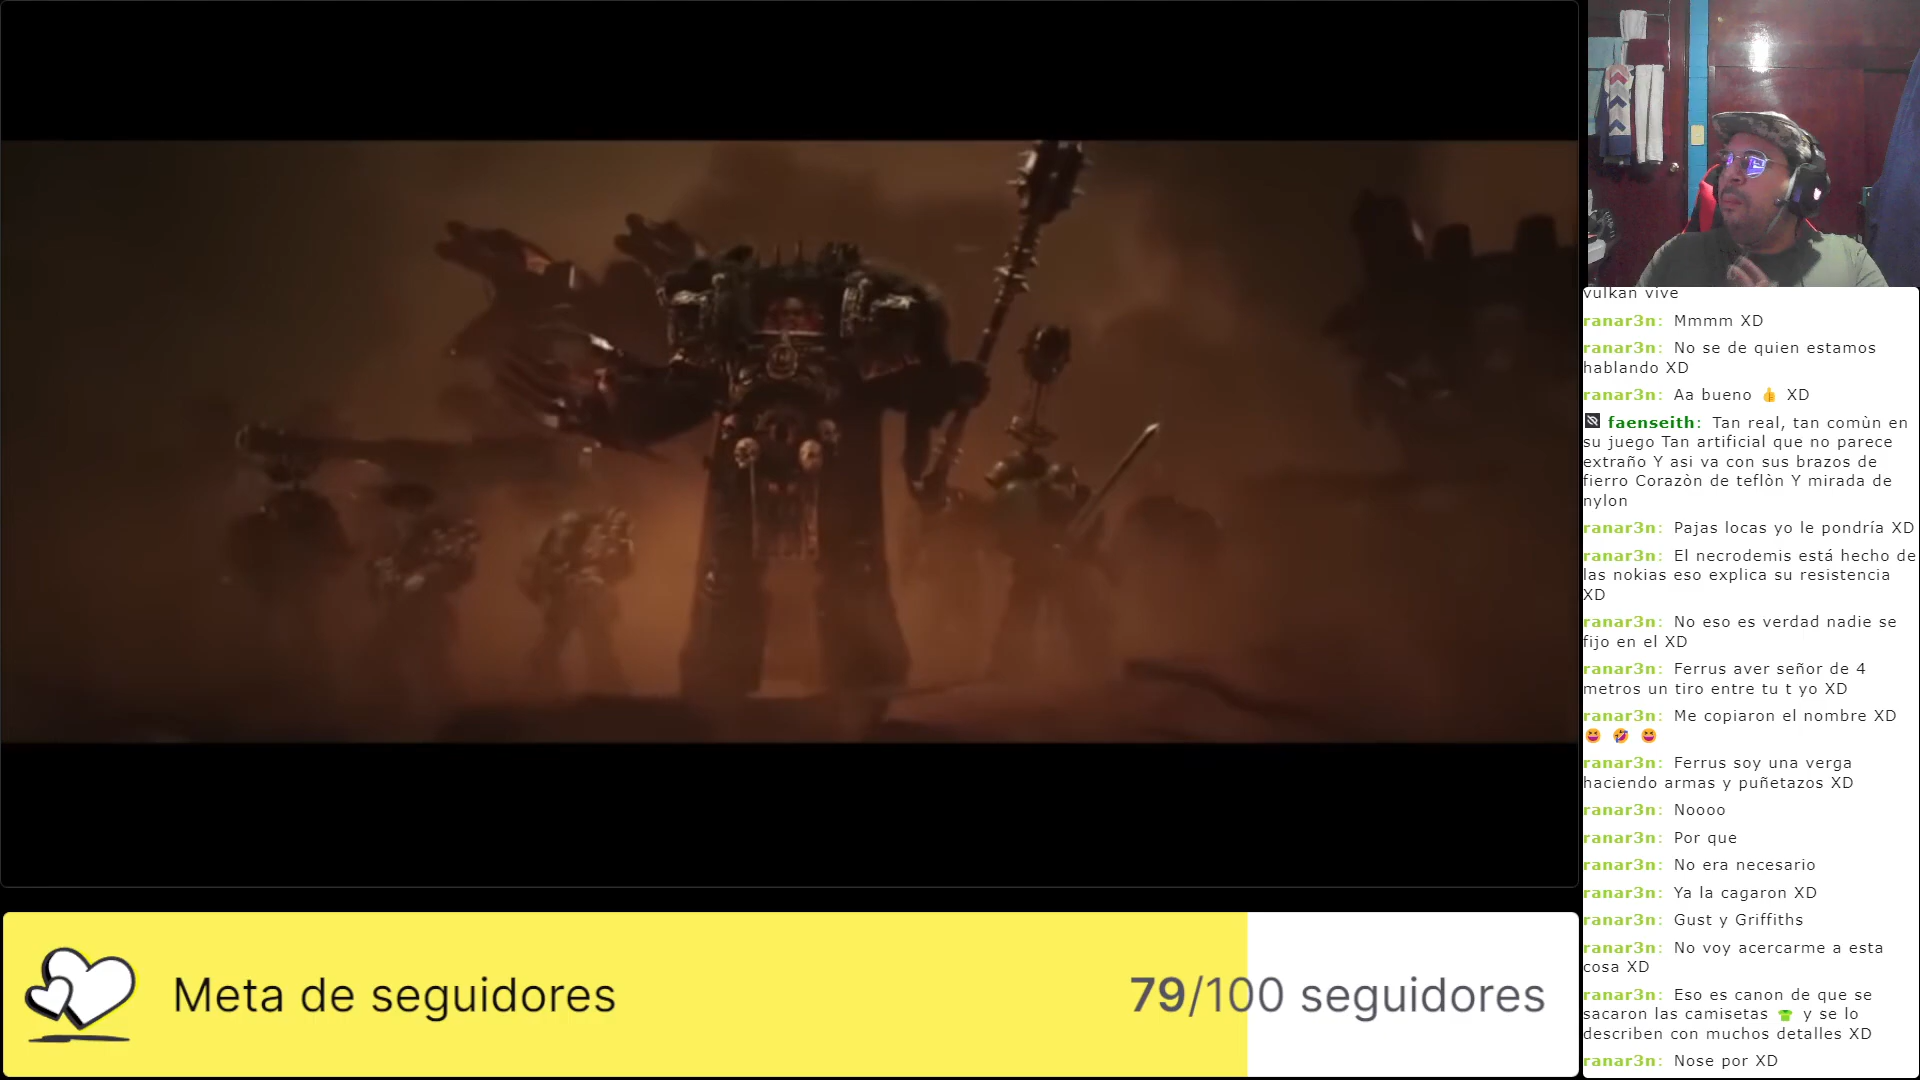 vulkan vive
ranar3n: Mmmm XD
ranar3n: No se de quien estamos
hablando XD
ranar3n: Aa bueno 👍 XD
faenseith: Tan real, tan comùn en
su juego Tan artificial que no parece
extraño Y asi va con sus brazos de
fierro Corazòn de teflòn Y mirada de
nylon
ranar3n: Pajas locas yo le pondría XD
ranar3n: El necrodemis está hecho de
las nokias eso explica su resistencia
XD
ranar3n: No eso es verdad nadie se
fijo en el XD
ranar3n: Ferrus aver señor de 4
metros un tiro entre tu t yo XD
ranar3n: Me copiaron el nombre XD
😆 🤣 😆
ranar3n: Ferrus soy una verga
haciendo armas y puñetazos XD
ranar3n: Noooo
ranar3n: Por que
ranar3n: No era necesario
ranar3n: Ya la cagaron XD
ranar3n: Gust y Griffiths
ranar3n: No voy acercarme a esta
cosa XD
ranar3n: Eso es canon de que se
sacaron las camisetas 👕 y se lo
describen con muchos detalles XD
ranar3n: Nose por XD
Meta de seguidores
79/100 seguidores